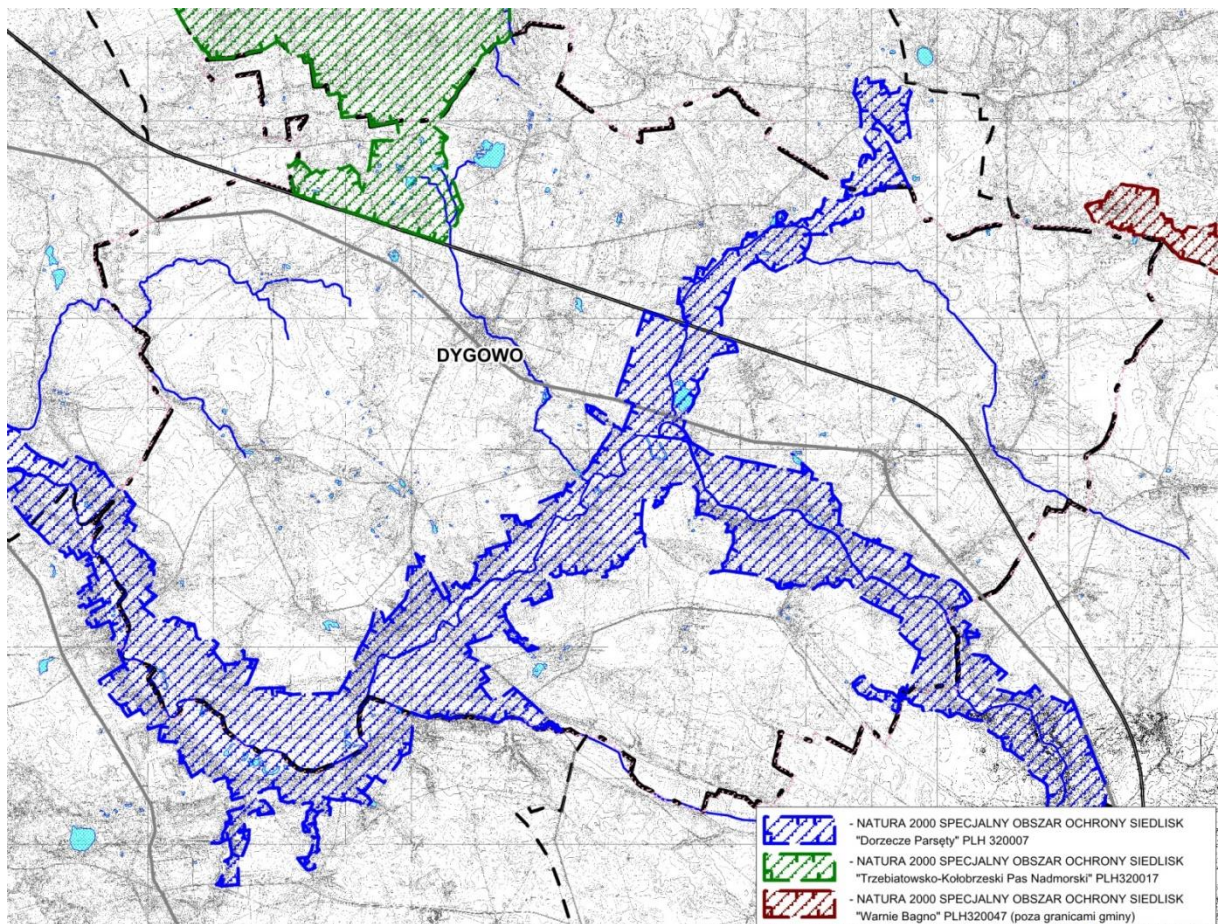 DYGOWO
- NATURA 2000 SPECJALNY OBSZAR OCHRONY SIEDLISK
"Dorzecze Parsęty" PLH 320007
- NATURA 2000 SPECJALNY OBSZAR OCHRONY SIEDLISK
"Trzebiatowsko-Kołobrzeski Pas Nadmorski" PLH320017
- NATURA 2000 SPECJALNY OBSZAR OCHRONY SIEDLISK
"Warnie Bagno" PLH320047 (poza granicami gminy)